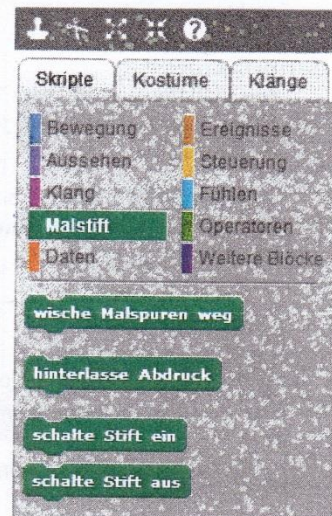 ?
Skripte Kostüme Klänge
Bewegung Ereignisse
Aussehen Steuerung
Klang Fühlen
Malstift Operatoren
Daten Weitere Blöcke
wische Malspuren weg
hinterlasse Abdruck
schalte Stift ein
schalte Stift aus